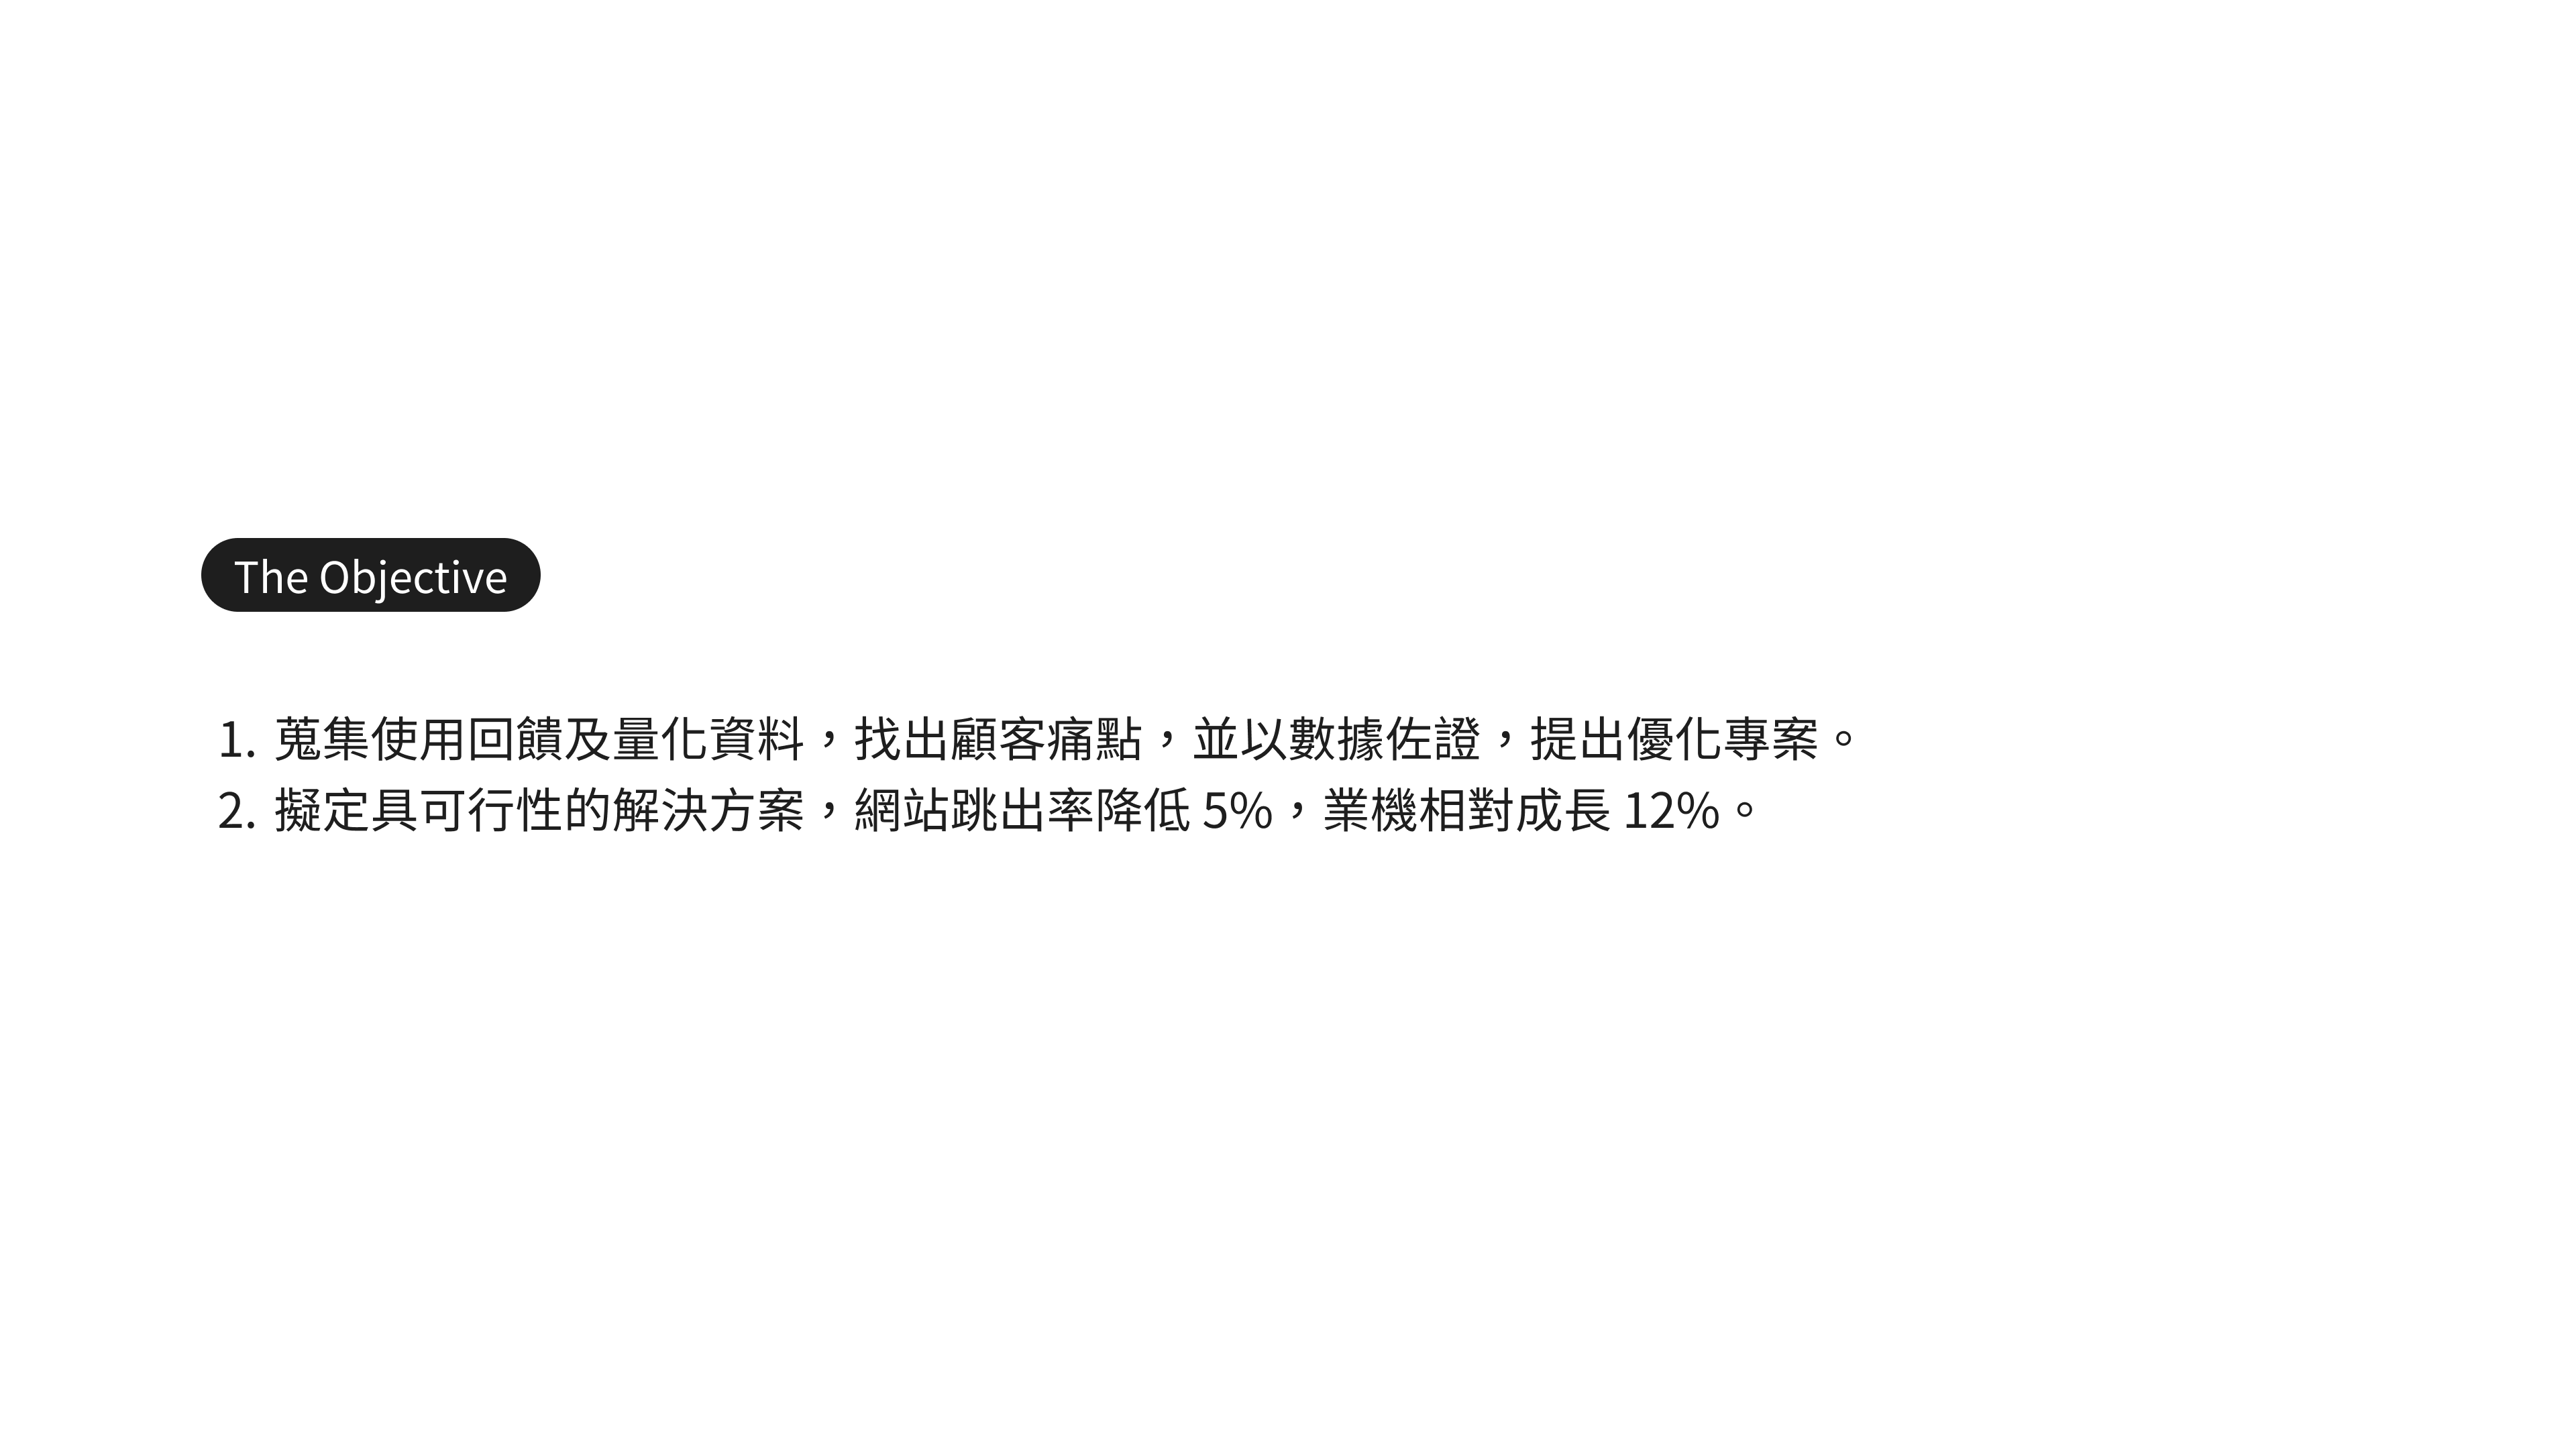 The Objective
1. 蒐集使用回饋及量化資料，找出顧客痛點，並以數據佐證，提出優化專案。
2. 擬定具可行性的解決方案，網站跳出率降低 5%，業機相對成長 12%。